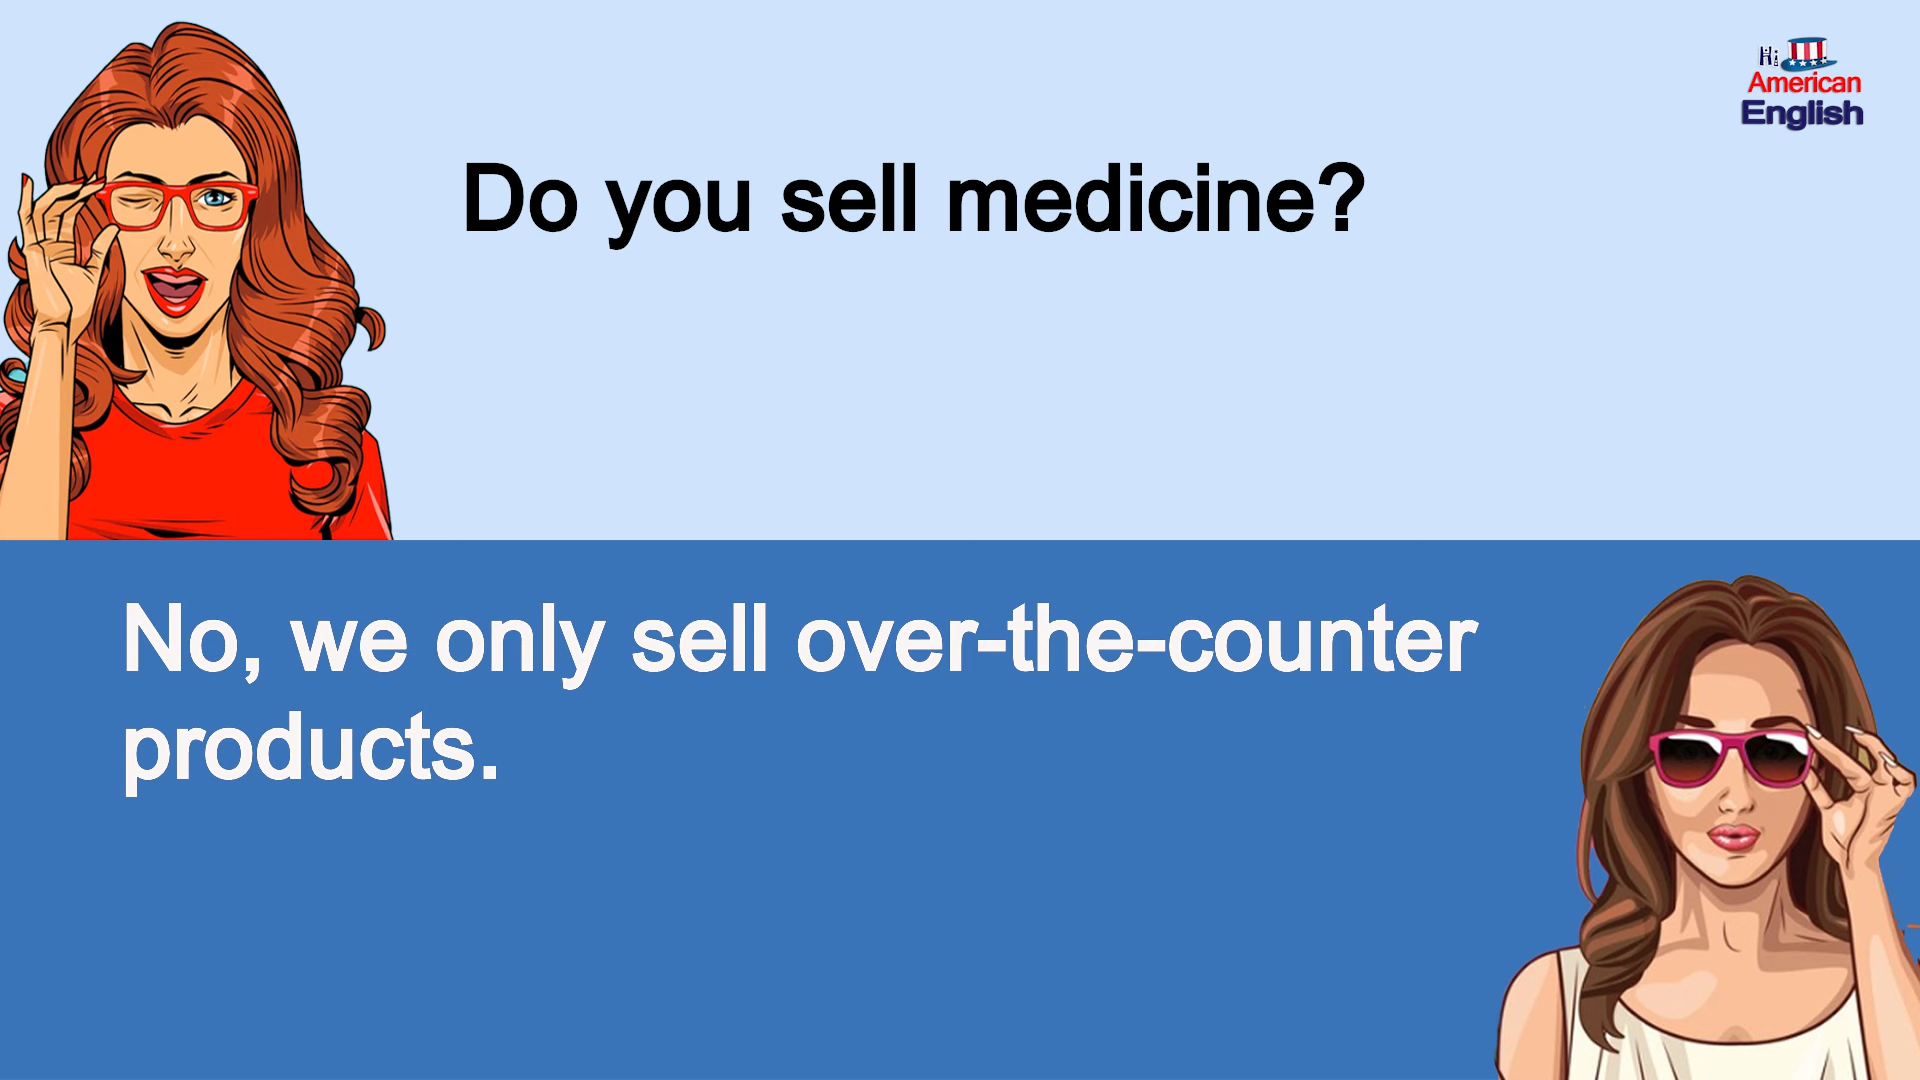 Hi
American
English
Do you sell medicine?
No, we only sell over-the-counter
products.